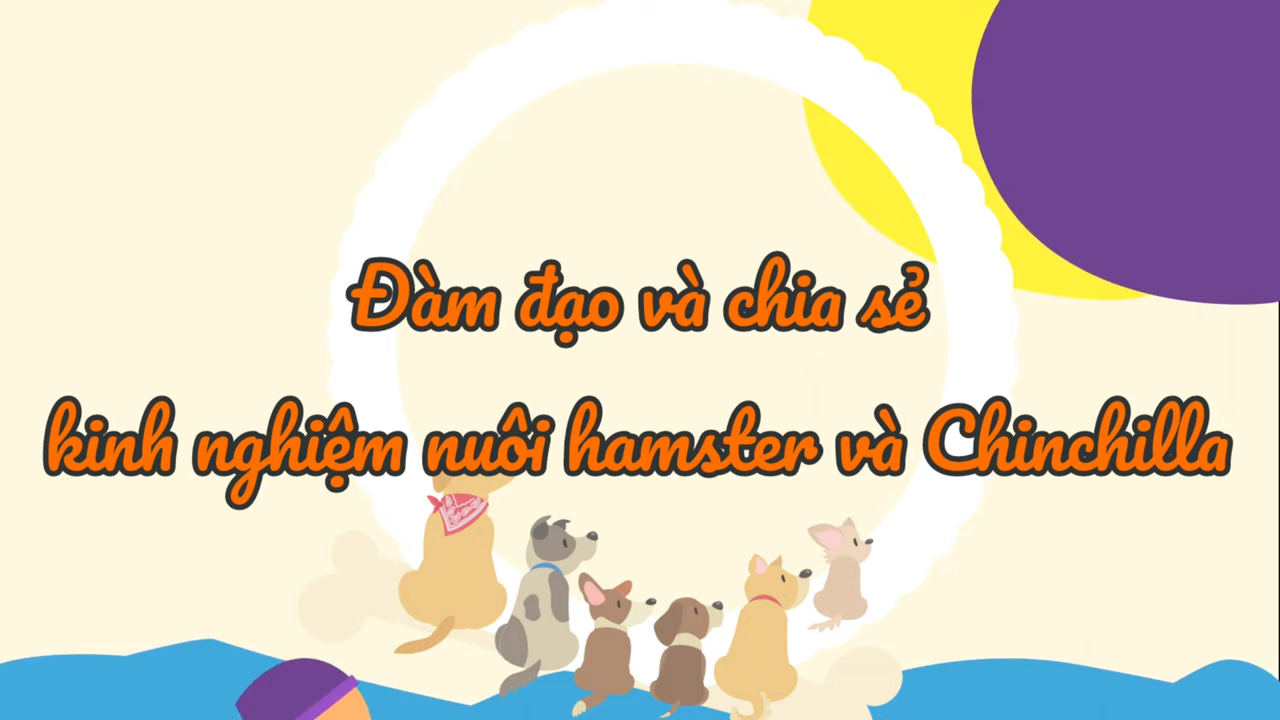 Đàm đạo và chia sẻ
kinh nghiệm nuôi hamster và Chinchilla